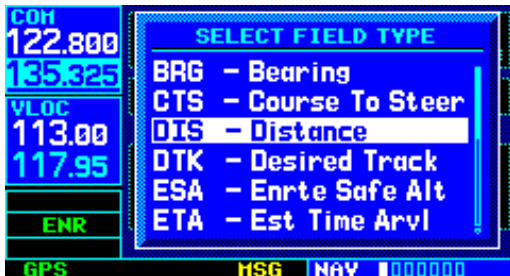 COM
122.800
135.325
VLOC
113.00
117.95
ENR
GPS
SELECT FIELD TYPE
BRG - Bearing
CTS - Course To Steer
DIS - Distance
DTK - Desired Track
ESA - Enrte Safe Alt
ETA - Est Time Arvl
MSG
NAV